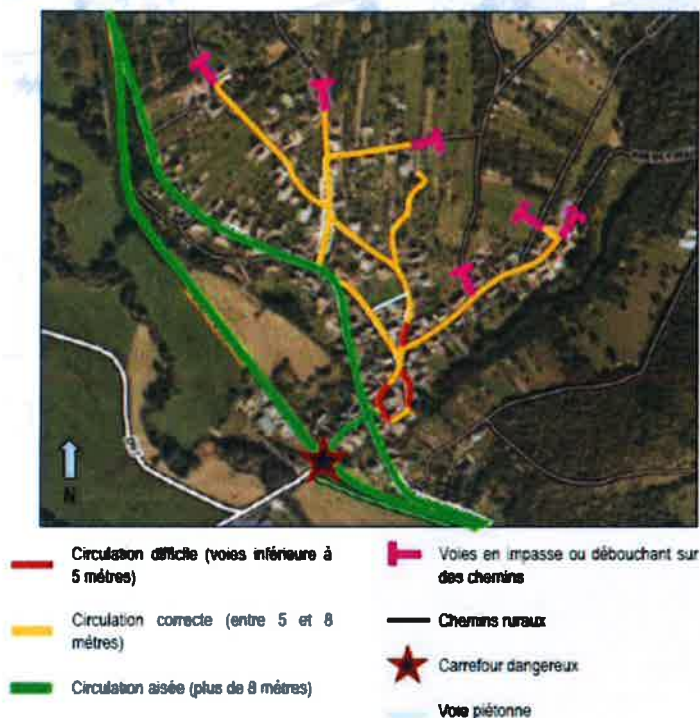 N
Circulation difficile (voies inférieure à
5 mètres)
Circulation correcte (entre 5 et 8
mètres)
Circulation aisée (plus de 8 mètres)
Voies en impasse ou débouchant sur
des chemins
Chemins ruraux
Carrefour dangereux
Voie piétonne